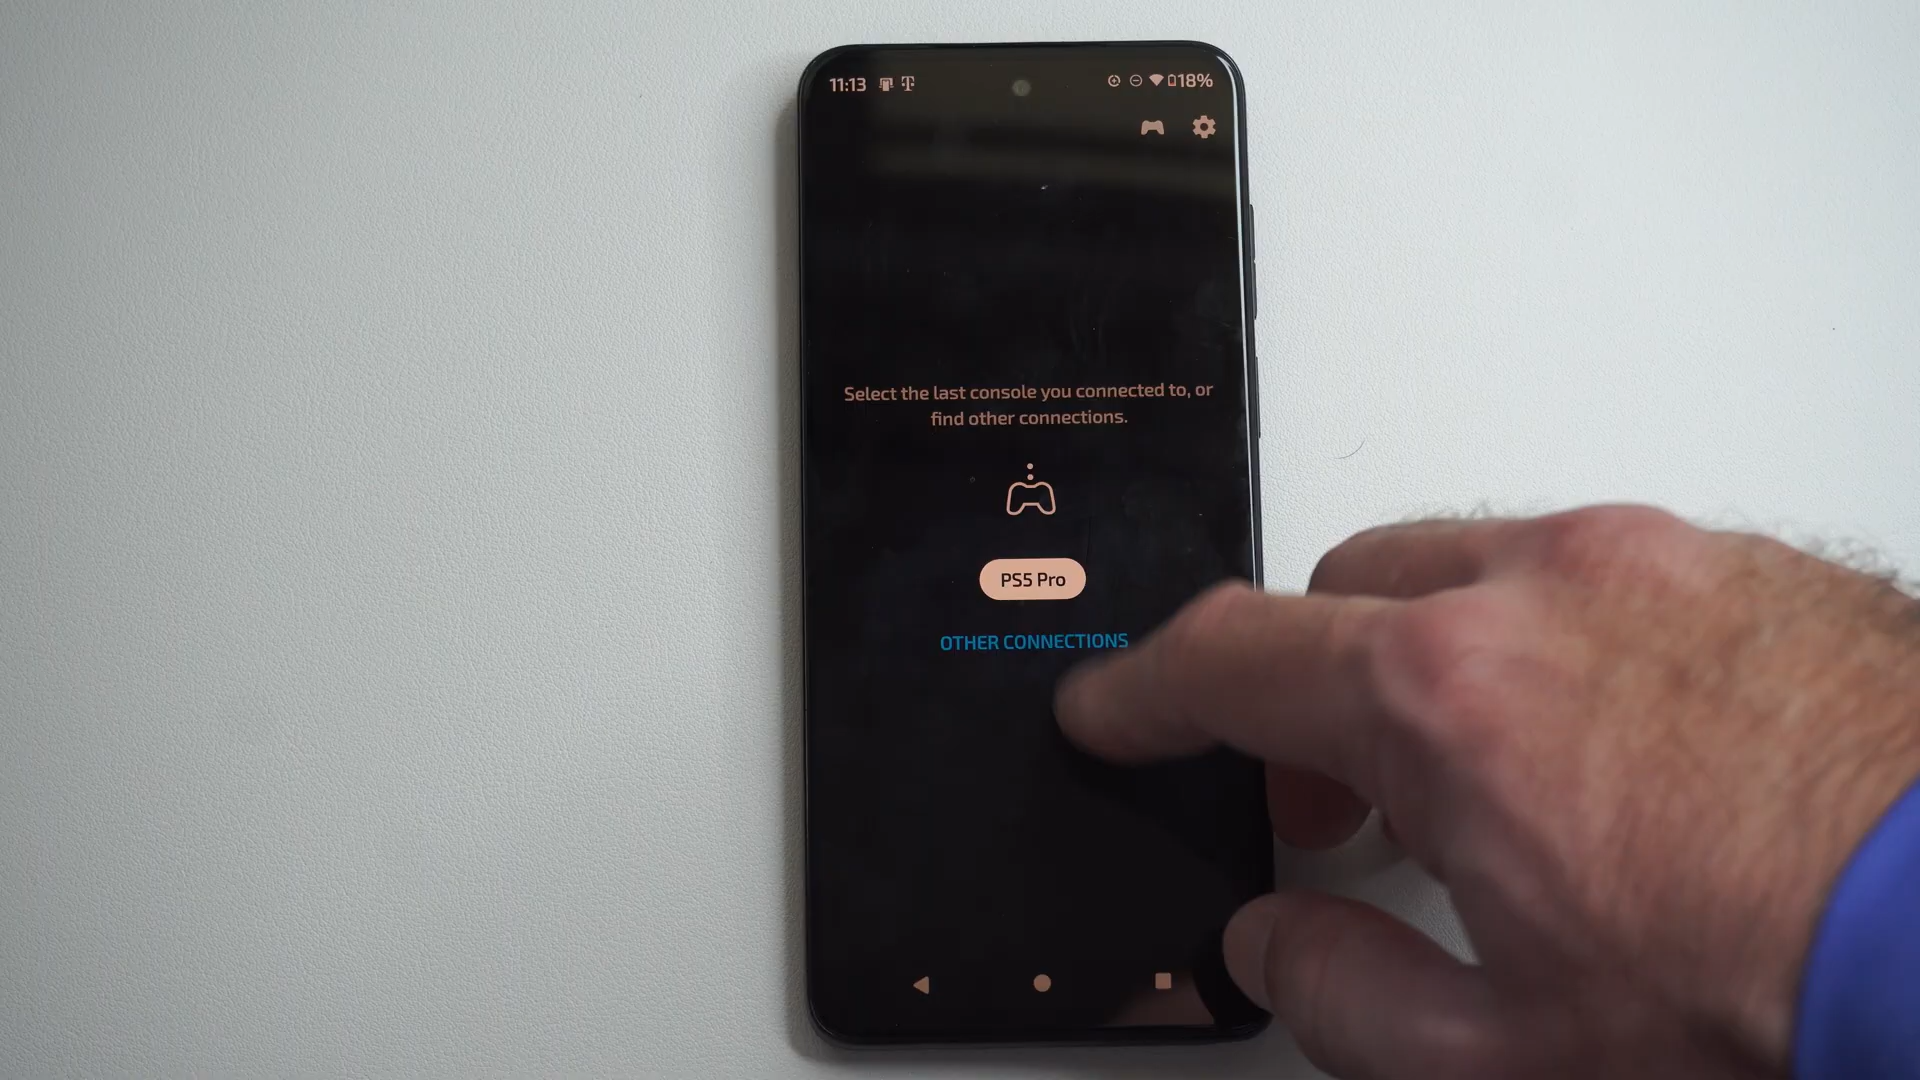 11:13 T 18%
Select the last console you connected to, or
find other connections.
PS5 Pro
OTHER CONNECTIONS